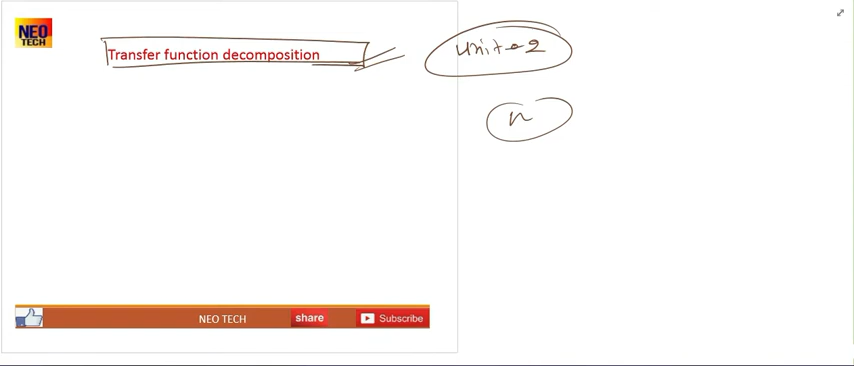 NEO
TECH
Transfer function decomposition
Unit-2
n
NEO TECH
share
Subscribe